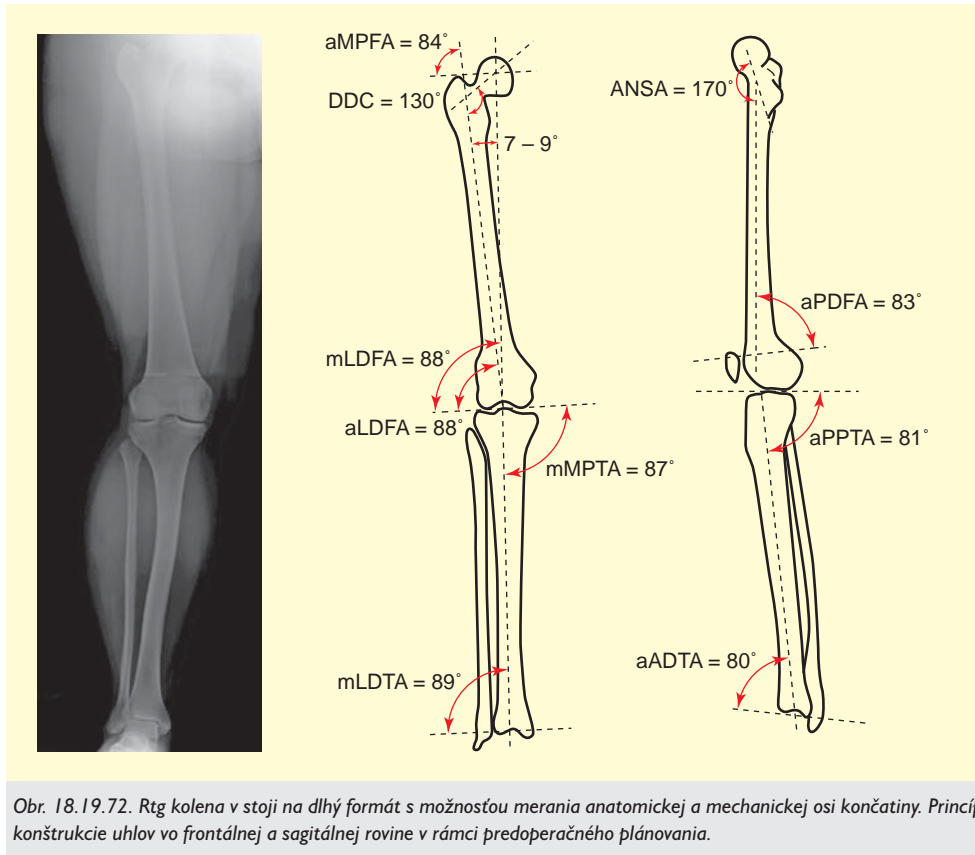 aMPFA = 84°
DDC = 130°
7 – 9°
mLDFA = 88°
aLDFA = 88°
mMPTA = 87°
mLDTA = 89°
ANSA = 170°
aPDFA = 83°
aPPTA = 81°
aADTA = 80°
Obr. 18.19.72. Rtg kolena v stoji na dlhý formát s možnosťou merania anatomickej a mechanickej osi končatiny. Princíp
konštrukcie uhlov vo frontálnej a sagitálnej rovine v rámci predoperačného plánovania.